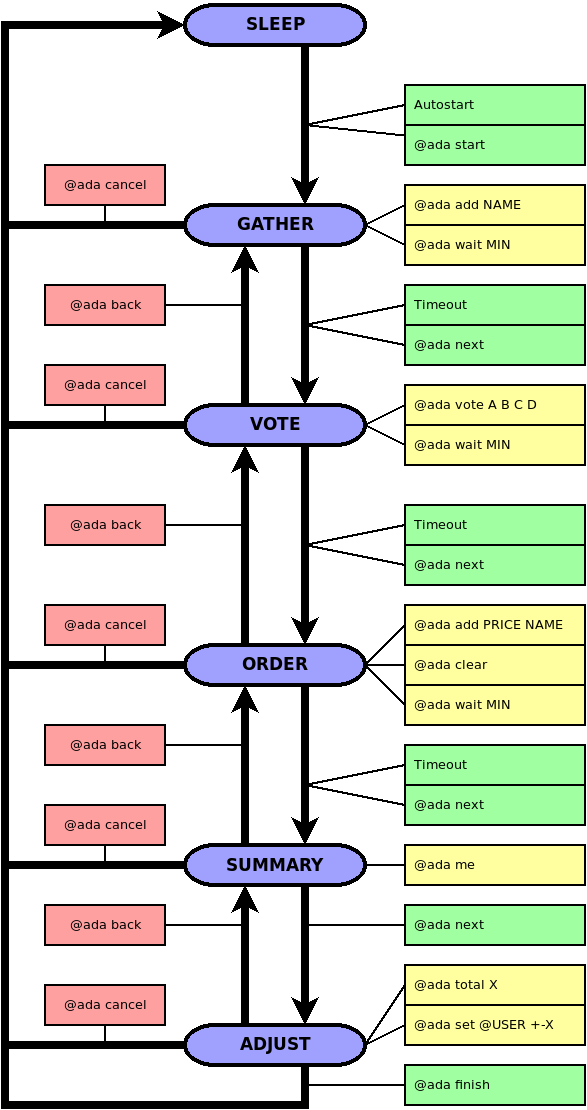 SLEEP
Autostart
@ada start
@ada cancel
GATHER
@ada add NAME
@ada wait MIN
@ada back
Timeout
@ada next
@ada cancel
VOTE
@ada vote A B C D
@ada wait MIN
@ada back
Timeout
@ada next
@ada cancel
ORDER
@ada add PRICE NAME
@ada clear
@ada wait MIN
@ada back
Timeout
@ada next
@ada cancel
SUMMARY
@ada me
@ada back
@ada next
@ada cancel
ADJUST
@ada total X
@ada set @USER +-X
@ada finish